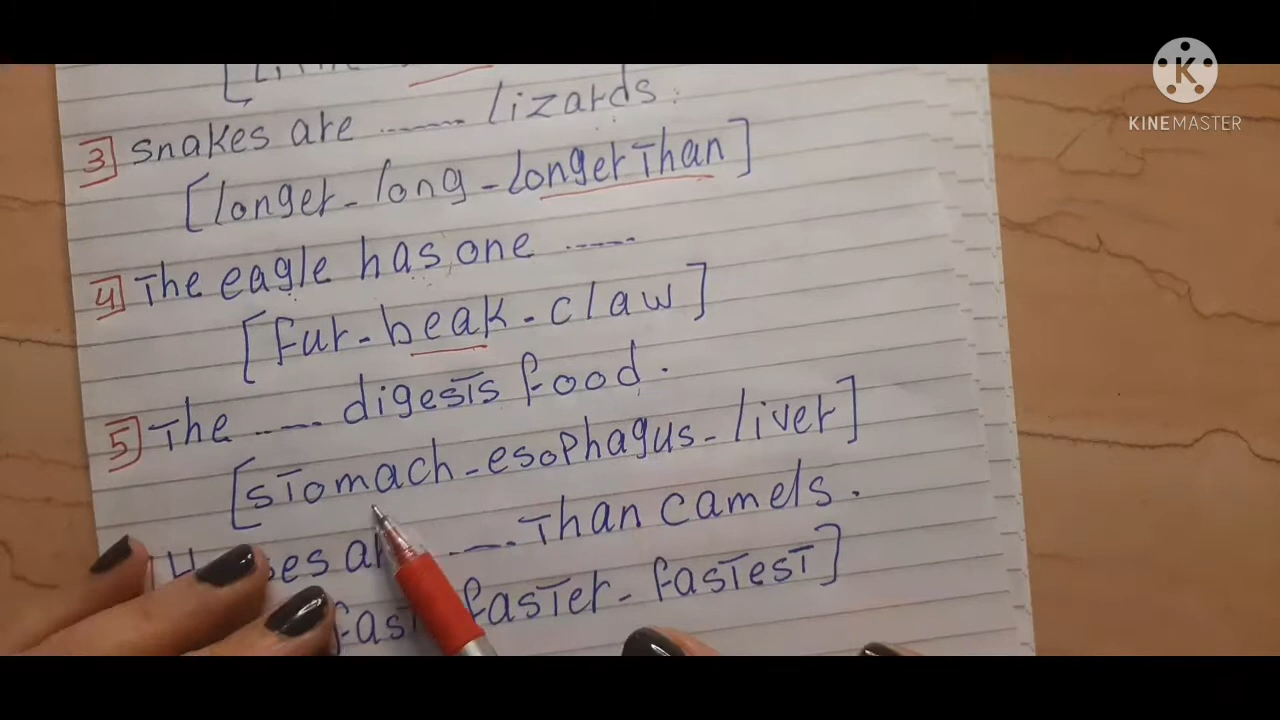 3 Snakes are ........ lizards.
[longer - long - longer Than]
4 The eagle has one .....
[fur - beak - claw]
5 The ..... digests food.
[stomach - esophagus - liver]
..... Than camels.
faster - fastest]
K
KINEMASTER